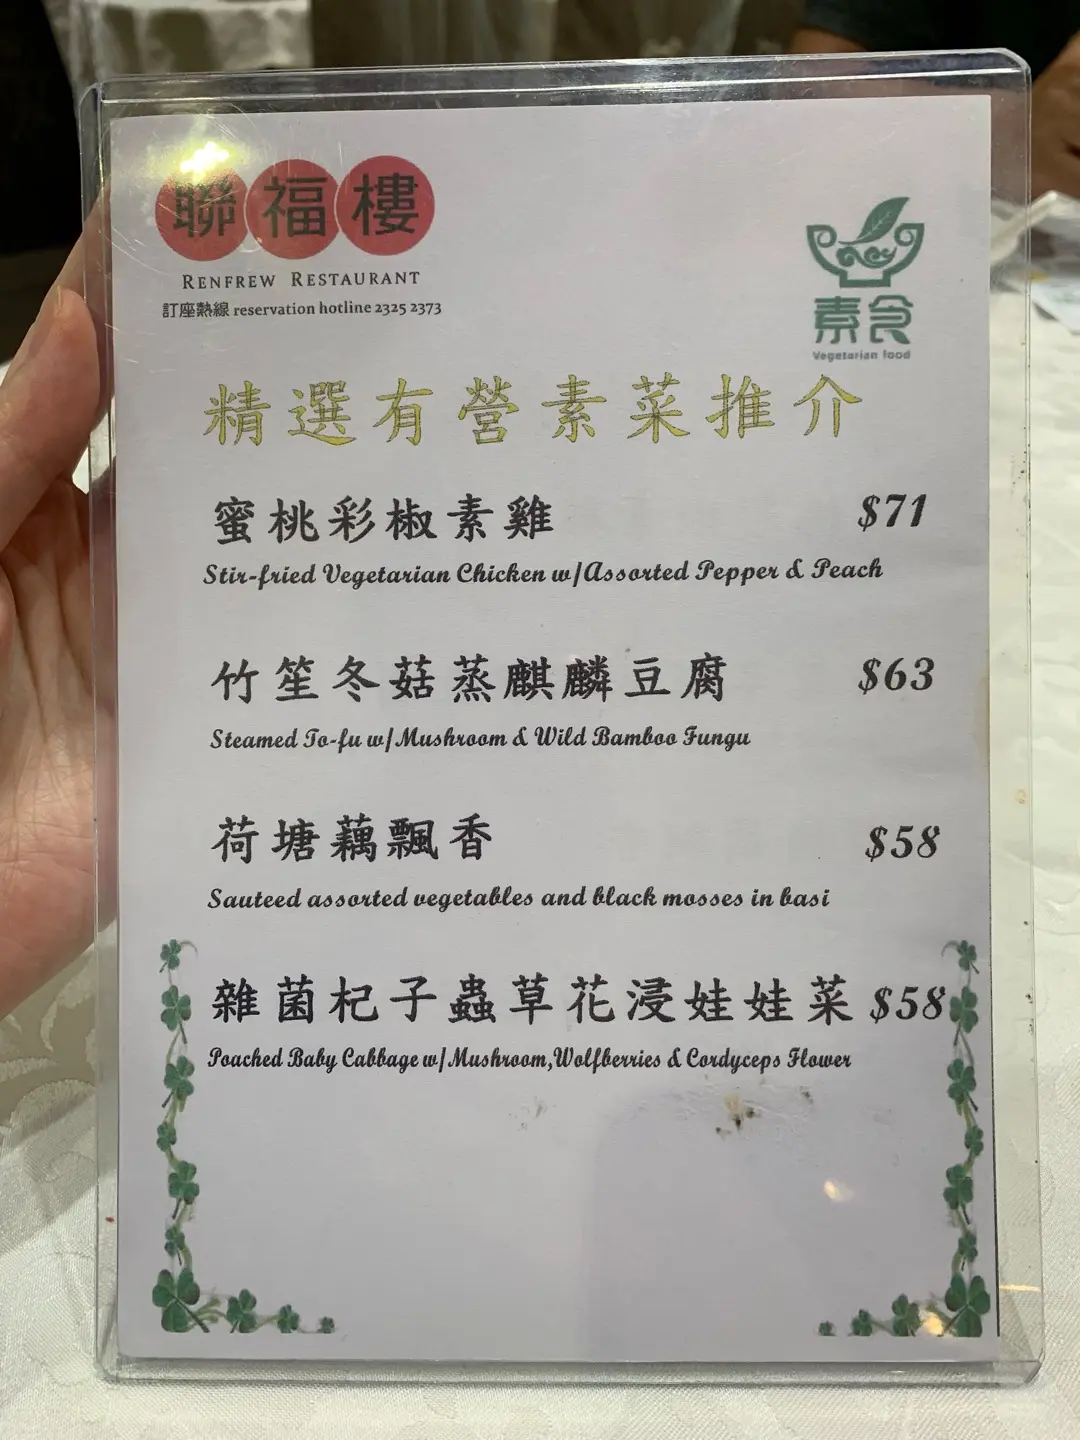 聯福樓
RENFREW RESTAURANT
訂座熱線 reservation hotline 2325 2373
素食
Vegetarian food
精選有營素菜推介
蜜桃彩椒素雞 $71
Stir-fried Vegetarian Chicken w/Assorted Pepper & Peach
竹笙冬菇蒸麒麟豆腐 $63
Steamed To-fu w/Mushroom & Wild Bamboo Fungu
荷塘藕飄香 $58
Sauteed assorted vegetables and black mosses in basi
雜菌杞子蟲草花浸娃娃菜 $58
Poached Baby Cabbage w/Mushroom,Wolfberries & Cordyceps Flower